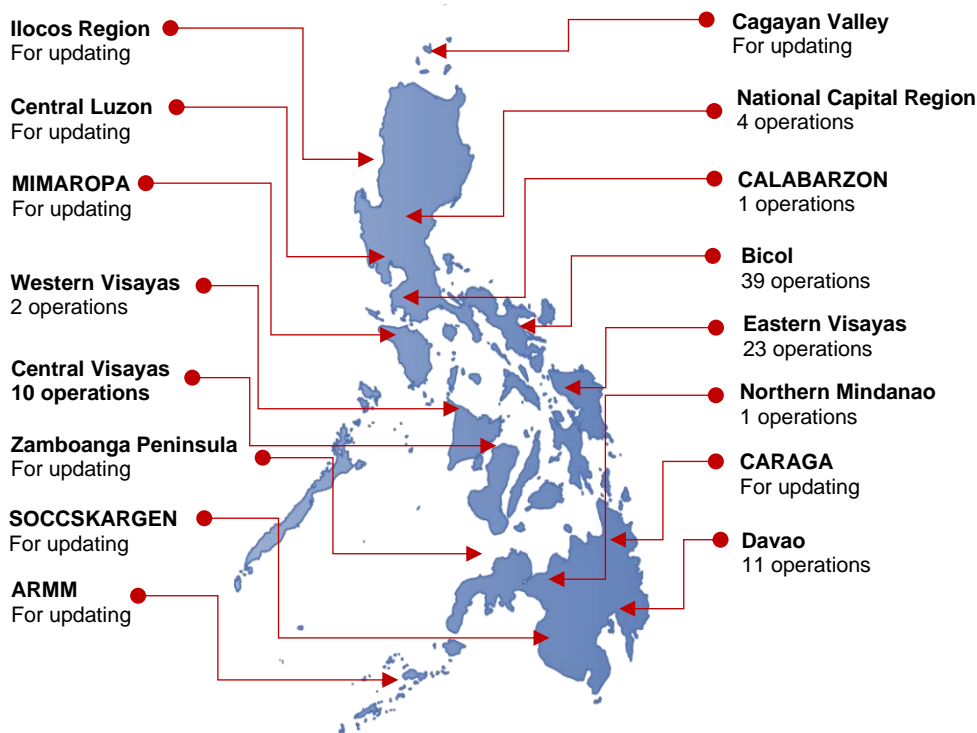 Ilocos Region
For updating
Central Luzon
For updating
MIMAROPA
For updating
Western Visayas
2 operations
Central Visayas
10 operations
Zamboanga Peninsula
For updating
SOCCSKARGEN
For updating
ARMM
For updating
Cagayan Valley
For updating
National Capital Region
4 operations
CALABARZON
1 operations
Bicol
39 operations
Eastern Visayas
23 operations
Northern Mindanao
1 operations
CARAGA
For updating
Davao
11 operations